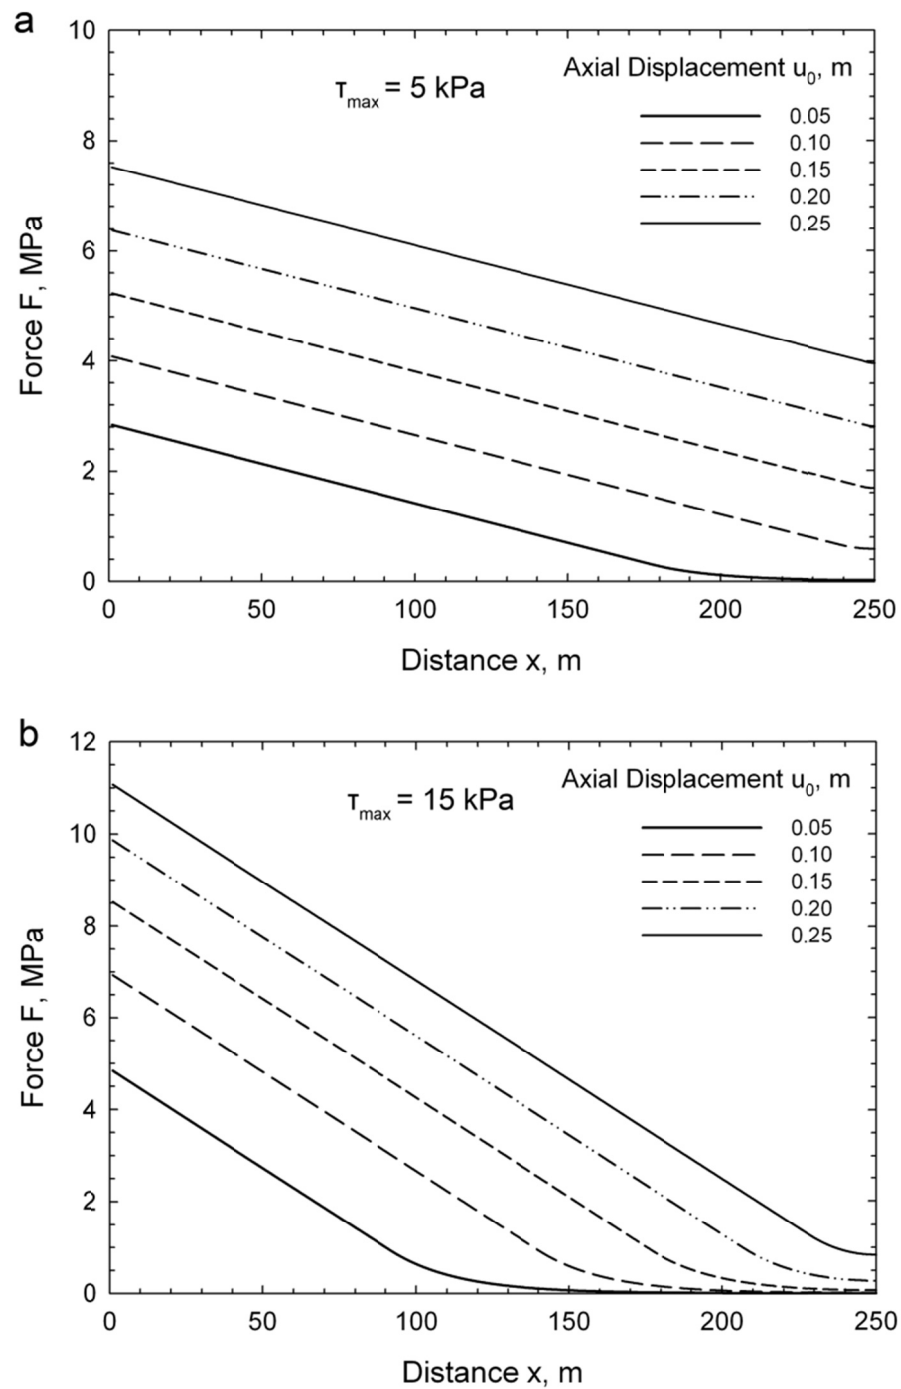 a
τmax = 5 kPa
Axial Displacement u0, m
0.05
0.10
0.15
0.20
0.25
10
8
6
4
2
0
Force F, MPa
0 50 100 150 200 250
Distance x, m
b
τmax = 15 kPa
Axial Displacement u0, m
0.05
0.10
0.15
0.20
0.25
12
10
8
6
4
2
0
Force F, MPa
0 50 100 150 200 250
Distance x, m